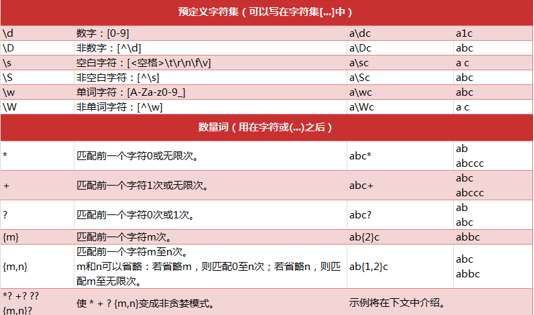 预定义字符集（可以写在字符集[...]中）
\d 数字：[0-9] a\dc a1c
\D 非数字：[^\d] a\Dc abc
\s 空白字符：[<空格>\t\r\n\f\v] a\sc a c
\S 非空白字符：[^\s] a\Sc abc
\w 单词字符：[A-Za-z0-9_] a\wc abc
\W 非单词字符：[^\w] a\Wc a c
数量词（用在字符或(...)之后）
* 匹配前一个字符0或无限次。 abc* ab
abccc
+ 匹配前一个字符1次或无限次。 abc+ abc
abccc
? 匹配前一个字符0次或1次。 abc? ab
abc
{m} 匹配前一个字符m次。 ab{2}c abbc
{m,n} 匹配前一个字符m至n次。
m和n可以省略：若省略m，则匹配0至n次；若省略n，则匹
配m至无限次。 ab{1,2}c abc
abbc
*? +? ??
{m,n}? 使 * + ? {m,n}变成非贪婪模式。 示例将在下文中介绍。